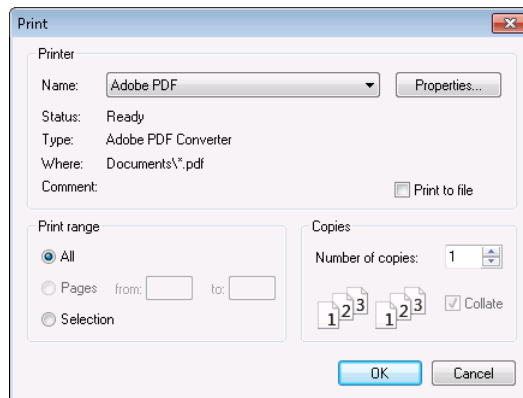 Print
Printer
Name: Adobe PDF Properties...
Status: Ready
Type: Adobe PDF Converter
Where: Documents\*.pdf
Comment: Print to file
Print range
All
Pages from: to:
Selection
Copies
Number of copies: 1
1 2 3 1 2 3 Collate
OK Cancel